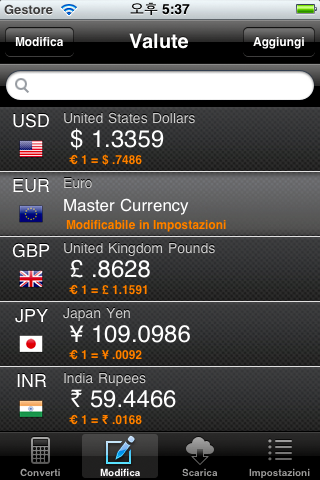 Gestore 오후 5:37
Modifica Valute Aggiungi
USD United States Dollars
$ 1.3359
€ 1 = $ .7486
EUR Euro
Master Currency
Modificabile in Impostazioni
GBP United Kingdom Pounds
£ .8628
€ 1 = £ 1.1591
JPY Japan Yen
¥ 109.0986
€ 1 = ¥ .0092
INR India Rupees
₹ 59.4466
€ 1 = ₹ .0168
Converti Modifica Scarica Impostazioni